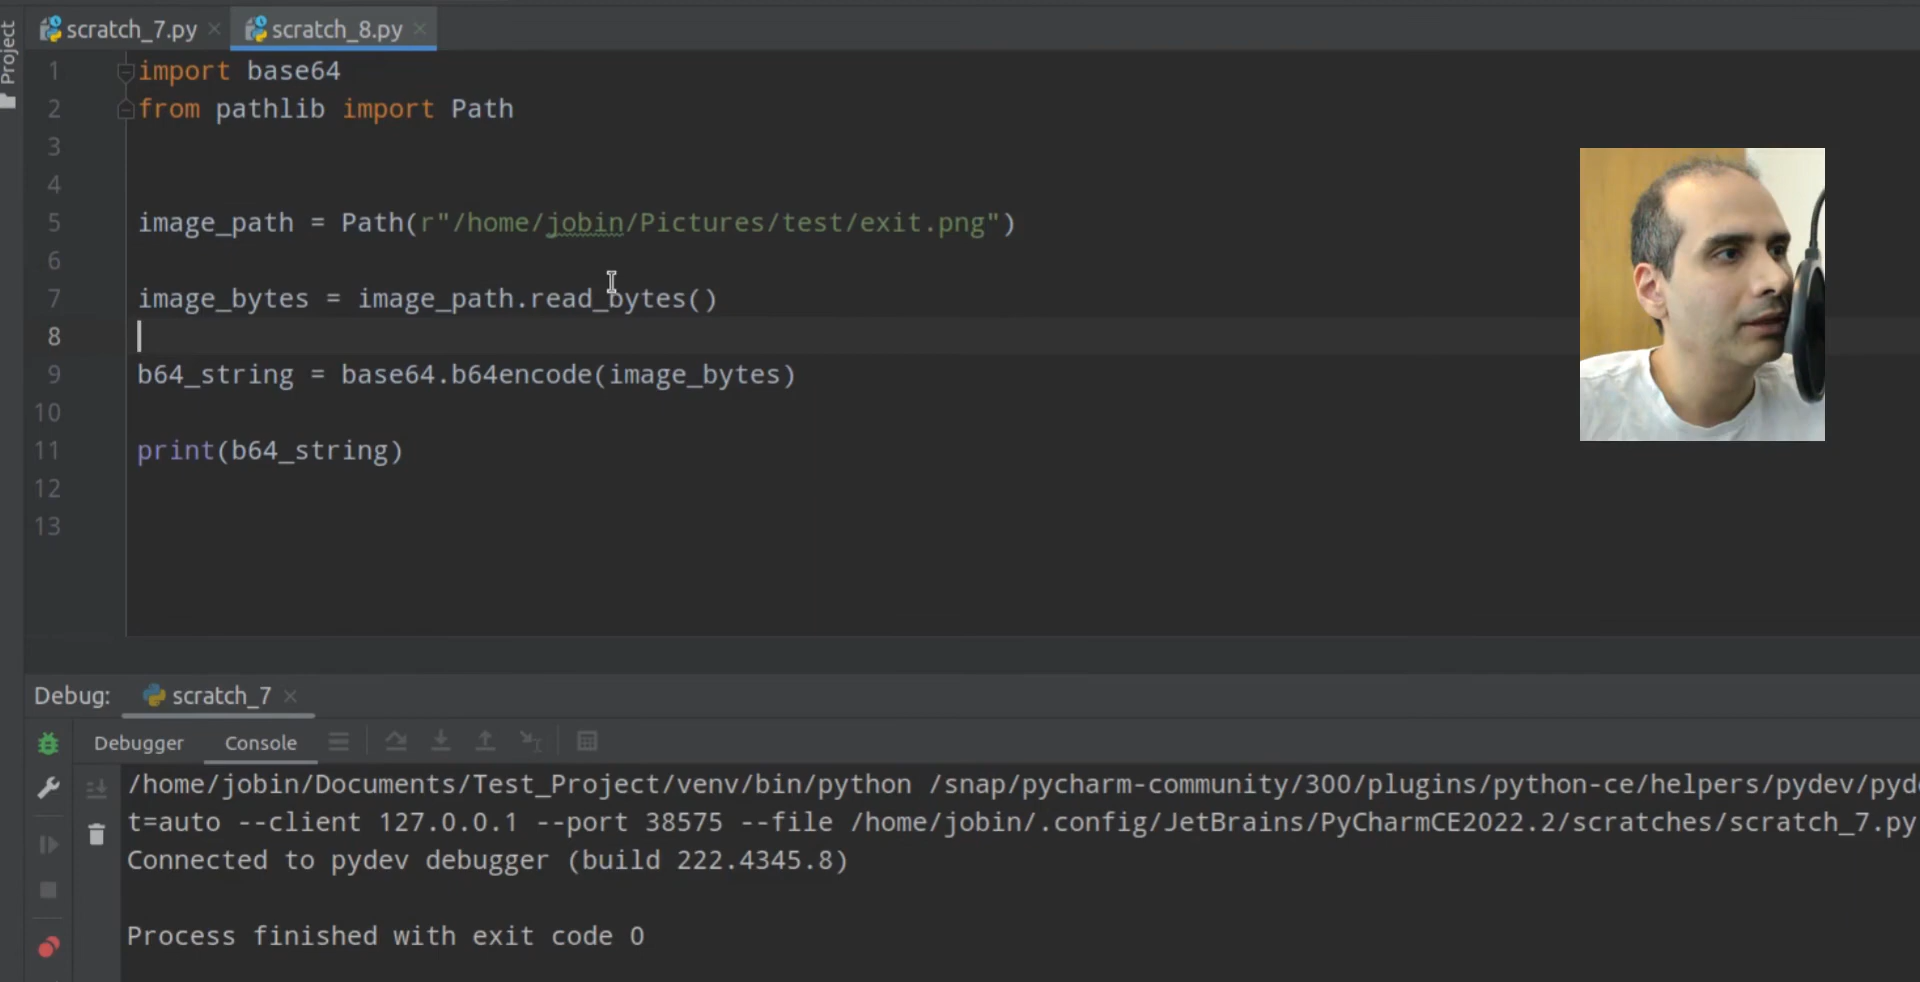 Project
scratch_7.py
scratch_8.py
1 import base64
2 from pathlib import Path
3
4
5 image_path = Path(r"/home/jobin/Pictures/test/exit.png")
6
7 image_bytes = image_path.read_bytes()
8
9 b64_string = base64.b64encode(image_bytes)
10
11 print(b64_string)
12
13
Debug: scratch_7
Debugger Console
/home/jobin/Documents/Test_Project/venv/bin/python /snap/pycharm-community/300/plugins/python-ce/helpers/pydev/pyd
t=auto --client 127.0.0.1 --port 38575 --file /home/jobin/.config/JetBrains/PyCharmCE2022.2/scratches/scratch_7.py
Connected to pydev debugger (build 222.4345.8)
Process finished with exit code 0